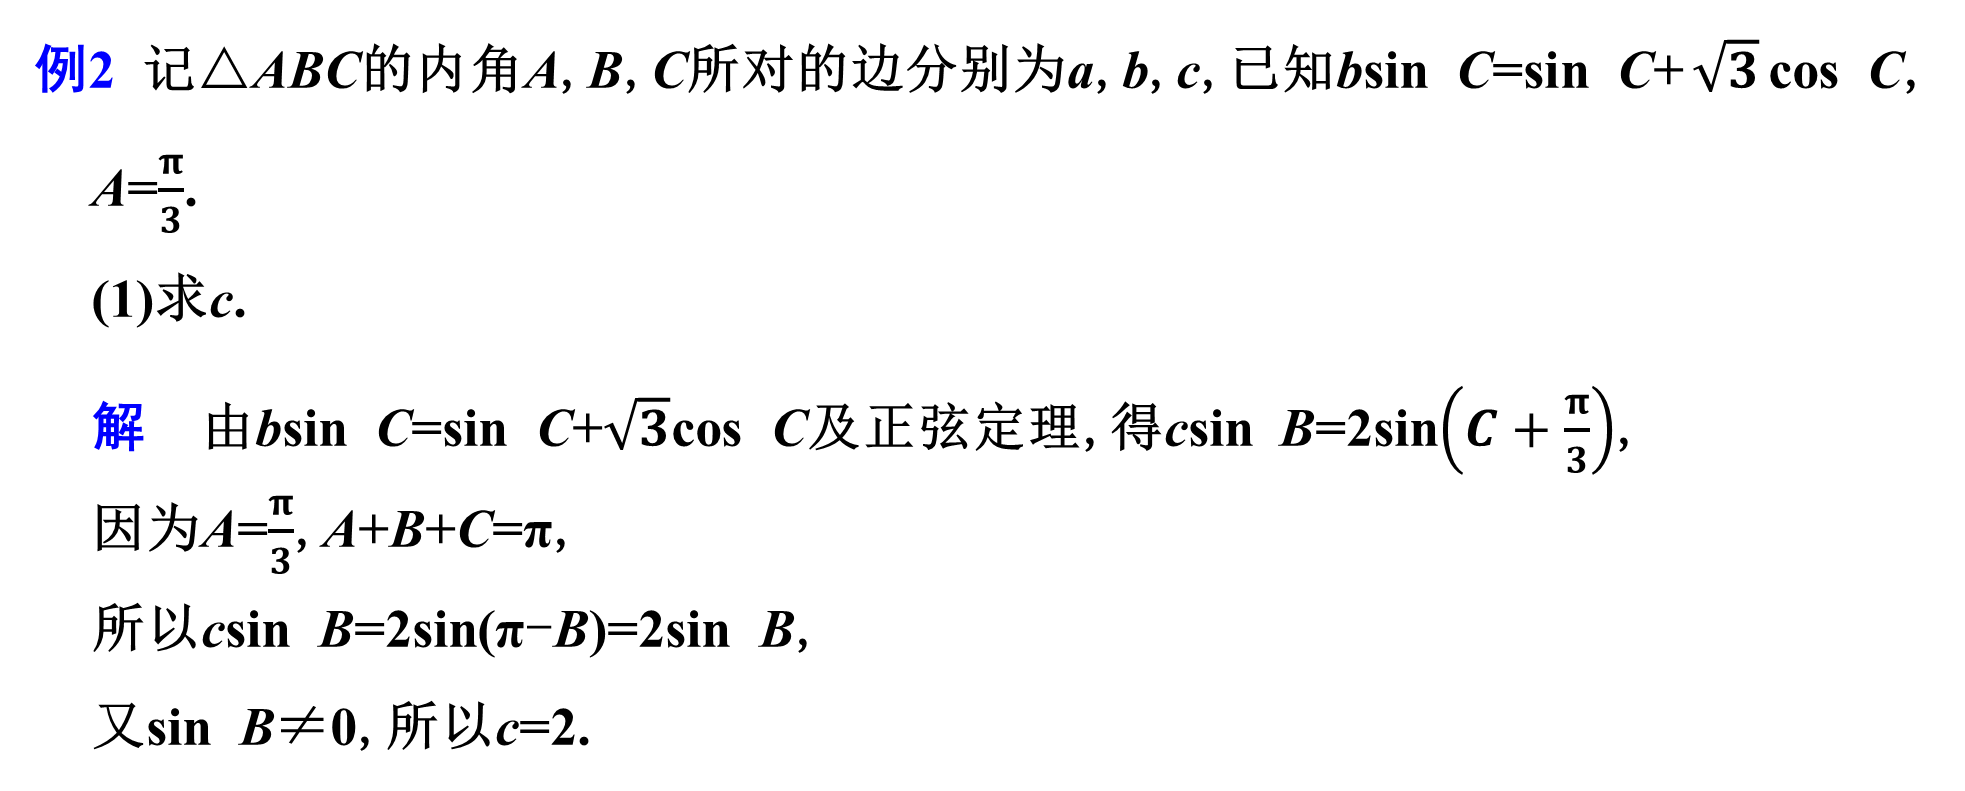 例2 记△ABC的内角A, B, C所对的边分别为a, b, c, 已知bsin C=sin C+√3 cos C,
A=π/3.
(1)求c.
解 由bsin C=sin C+√3cos C及正弦定理, 得csin B=2sin(C + π/3),
因为A=π/3, A+B+C=π,
所以csin B=2sin(π−B)=2sin B,
又sin B≠0, 所以c=2.